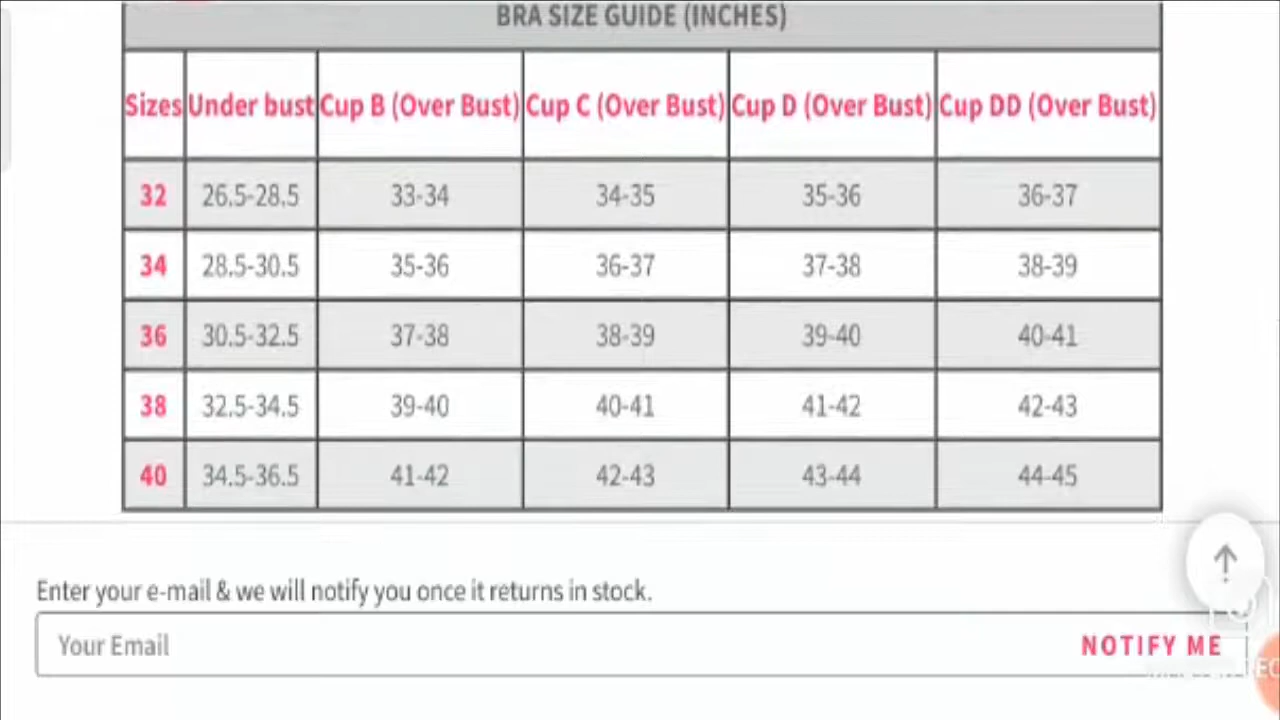 BRA SIZE GUIDE (INCHES)
Sizes Under bust Cup B (Over Bust) Cup C (Over Bust) Cup D (Over Bust) Cup DD (Over Bust)
32 26.5-28.5 33-34 34-35 35-36 36-37
34 28.5-30.5 35-36 36-37 37-38 38-39
36 30.5-32.5 37-38 38-39 39-40 40-41
38 32.5-34.5 39-40 40-41 41-42 42-43
40 34.5-36.5 41-42 42-43 43-44 44-45
Enter your e-mail & we will notify you once it returns in stock.
Your Email NOTIFY ME